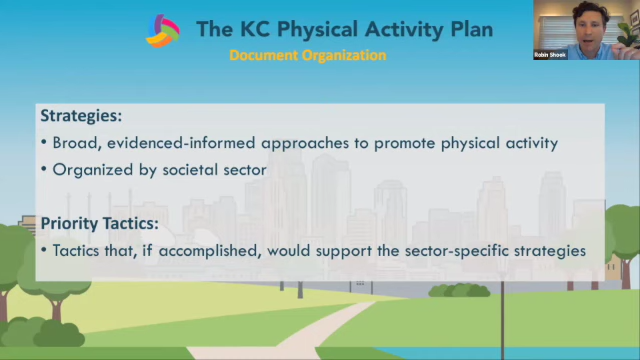 The KC Physical Activity Plan
Document Organization
Robin Shook
Strategies:
• Broad, evidenced-informed approaches to promote physical activity
• Organized by societal sector
Priority Tactics:
• Tactics that, if accomplished, would support the sector-specific strategies